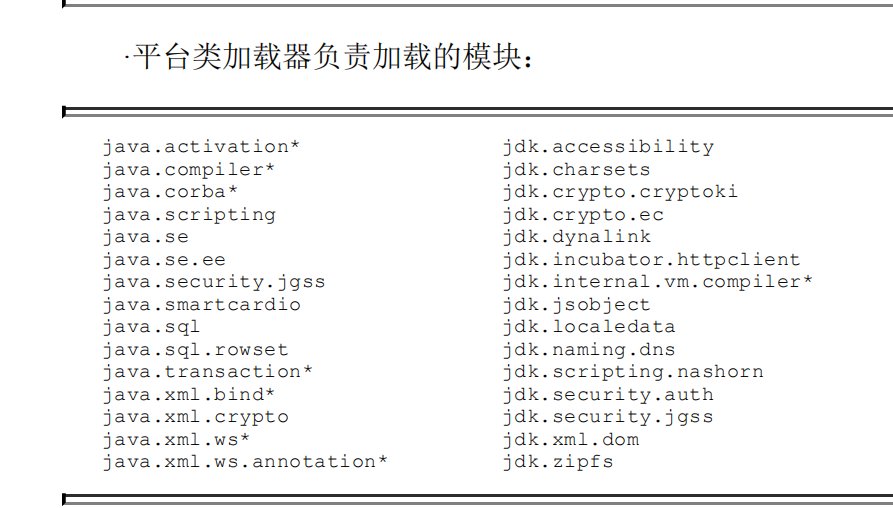 ·平台类加载器负责加载的模块：
java.activation* jdk.accessibility
java.compiler* jdk.charsets
java.corba* jdk.crypto.cryptoki
java.scripting jdk.crypto.ec
java.se jdk.dynalink
java.se.ee jdk.incubator.httpclient
java.security.jgss jdk.internal.vm.compiler*
java.smartcardio jdk.jsobject
java.sql jdk.localedata
java.sql.rowset jdk.naming.dns
java.transaction* jdk.scripting.nashorn
java.xml.bind* jdk.security.auth
java.xml.crypto jdk.security.jgss
java.xml.ws* jdk.xml.dom
java.xml.ws.annotation* jdk.zipfs